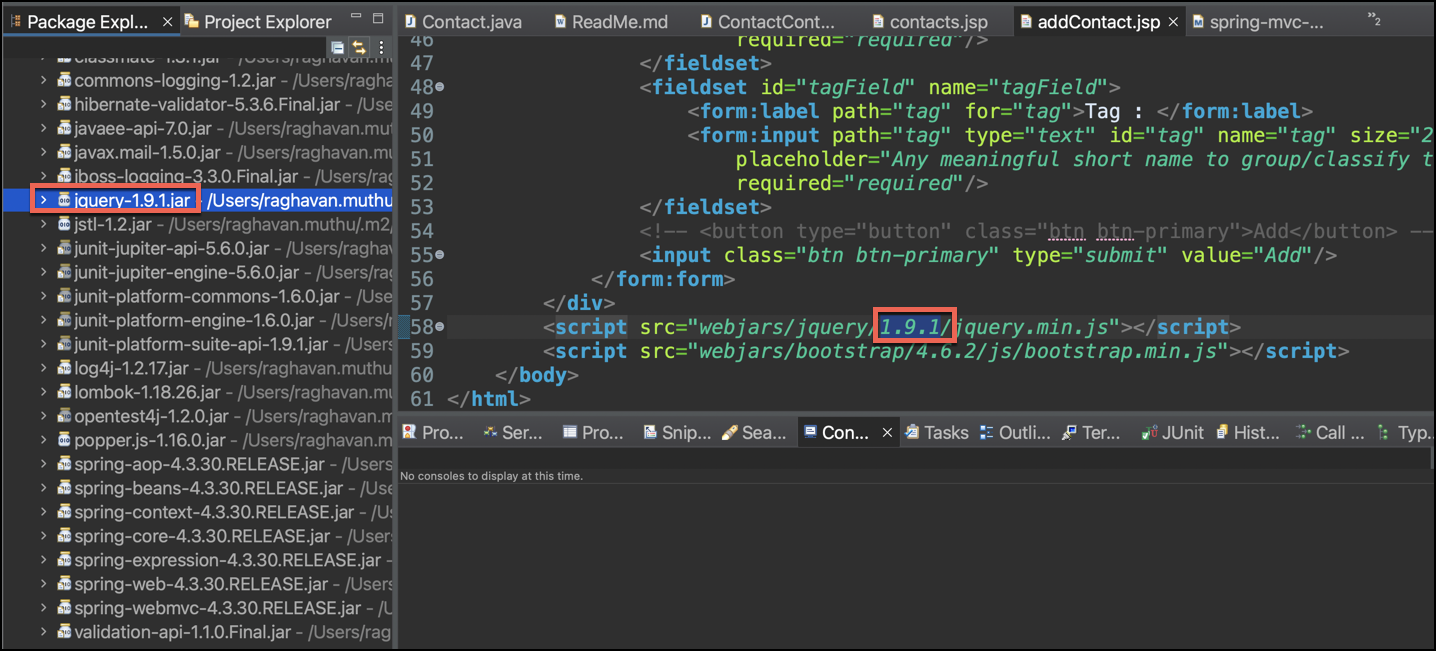 Package Expl...
Project Explorer
classmate-1.3.1.jar - /Users/raghavan.muthu
commons-logging-1.2.jar - /Users/raghavan
hibernate-validator-5.3.6.Final.jar - /Use
javaee-api-7.0.jar - /Users/raghavan.mut
javax.mail-1.5.0.jar - /Users/raghavan.mu
jboss-logging-3.3.0.Final.jar - /Users/rag
jquery-1.9.1.jar - /Users/raghavan.muthu
jstl-1.2.jar - /Users/raghavan.muthu/.m2/
junit-jupiter-api-5.6.0.jar - /Users/ragha
junit-jupiter-engine-5.6.0.jar - /Users/ra
junit-platform-commons-1.6.0.jar - /User
junit-platform-engine-1.6.0.jar - /Users/r
junit-platform-suite-api-1.9.1.jar - /Users
log4j-1.2.17.jar - /Users/raghavan.muthu
lombok-1.18.26.jar - /Users/raghavan.mu
opentest4j-1.2.0.jar - /Users/raghavan.m
popper.js-1.16.0.jar - /Users/raghavan.m
spring-aop-4.3.30.RELEASE.jar - /Users/
spring-beans-4.3.30.RELEASE.jar - /Use
spring-context-4.3.30.RELEASE.jar - /U
spring-core-4.3.30.RELEASE.jar - /Users
spring-expression-4.3.30.RELEASE.jar -
spring-web-4.3.30.RELEASE.jar - /Users
spring-webmvc-4.3.30.RELEASE.jar - /U
validation-api-1.1.0.Final.jar - /Users/rag
Contact.java
ReadMe.md
ContactCont...
contacts.jsp
addContact.jsp
spring-mvc-...
2
46 required="required"/>
47 </fieldset>
48 <fieldset id="tagField" name="tagField">
49 <form:label path="tag" for="tag">Tag : </form:label>
50 <form:input path="tag" type="text" id="tag" name="tag" size="2
51 placeholder="Any meaningful short name to group/classify t
52 required="required"/>
53 </fieldset>
54 <!-- <button type="button" class="btn btn-primary">Add</button> --
55 <input class="btn btn-primary" type="submit" value="Add"/>
56 </form:form>
57 </div>
58 <script src="webjars/jquery/1.9.1/jquery.min.js"></script>
59 <script src="webjars/bootstrap/4.6.2/js/bootstrap.min.js"></script>
60 </body>
61 </html>
Pro...
Ser...
Pro...
Snip...
Sea...
Con...
Tasks
Outli...
Ter...
JUnit
Hist...
Call ...
Typ...
No consoles to display at this time.